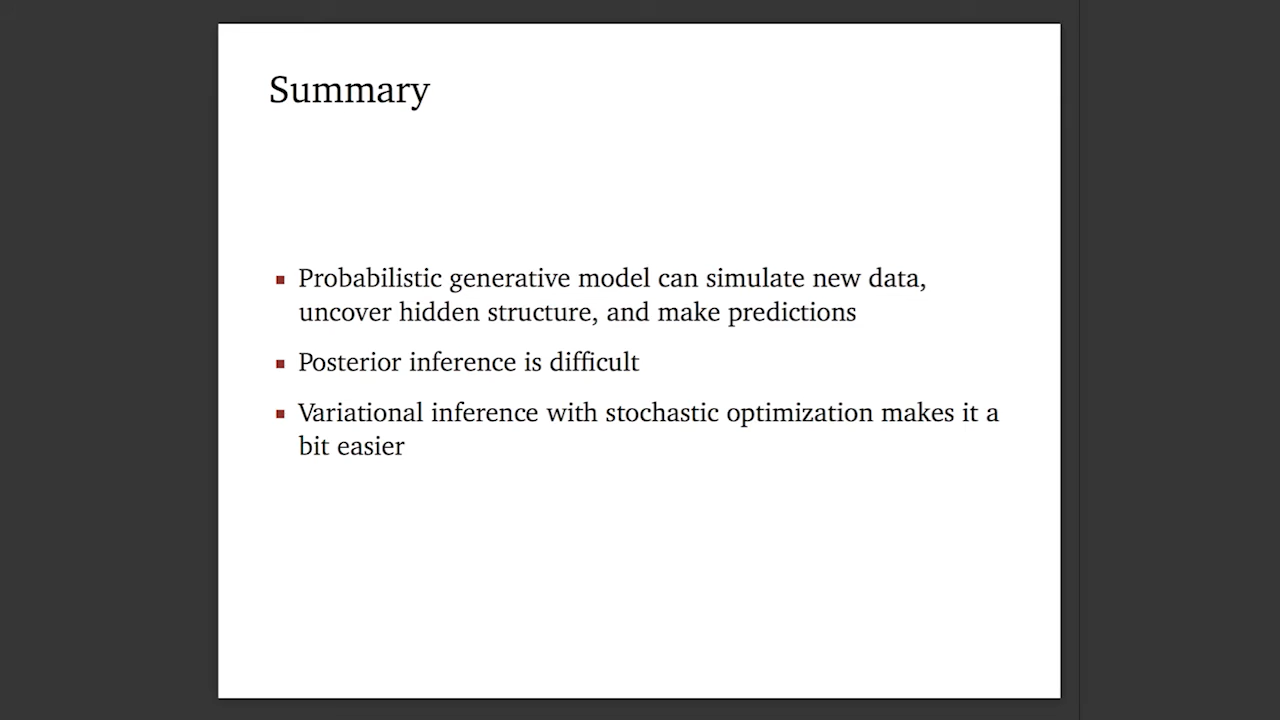 Summary
Probabilistic generative model can simulate new data,
uncover hidden structure, and make predictions
Posterior inference is difficult
Variational inference with stochastic optimization makes it a
bit easier